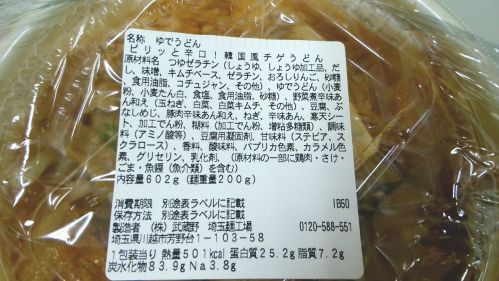 名称 ゆでうどん
ピリッと辛口！韓国風チゲうどん
原材料名 つゆゼラチン（しょうゆ、しょうゆ加工品、だ
し、味噌、キムチベース、ゼラチン、おろしりんご、砂糖
、食用油脂、コチュジャン、その他）、ゆでうどん（小麦
粉、小麦たん白、食塩、食用油脂、砂糖）、野菜煮辛味あ
ん和え（玉ねぎ、白菜、白菜キムチ、その他）、豆腐、ぶ
なしめじ、豚肉辛味あん和え、ねぎ、辛味あん、寒天シー
ト、加工でん粉、糊料（加工でん粉、増粘多糖類）、調味
料（アミノ酸等）、豆腐用凝固剤、甘味料（ステビア、ス
クラロース）、香料、酸味料、パプリカ色素、カラメル色
素、グリセリン、乳化剤、（原材料の一部に鶏肉・さけ・
ごま・魚醤（魚介類）を含む）
内容量６０２ｇ（麺重量２００ｇ）
消費期限 別途表ラベルに記載 IB50
保存方法 別途表ラベルに記載
製造者 （株）武蔵野 埼玉麺工場 0120-588-551
埼玉県川越市芳野台１－１０３－５８
１包装当り 熱量５０１kcal 蛋白質２５．２ｇ 脂質７．２ｇ
炭水化物８３．９ｇ Ｎａ３．８ｇ